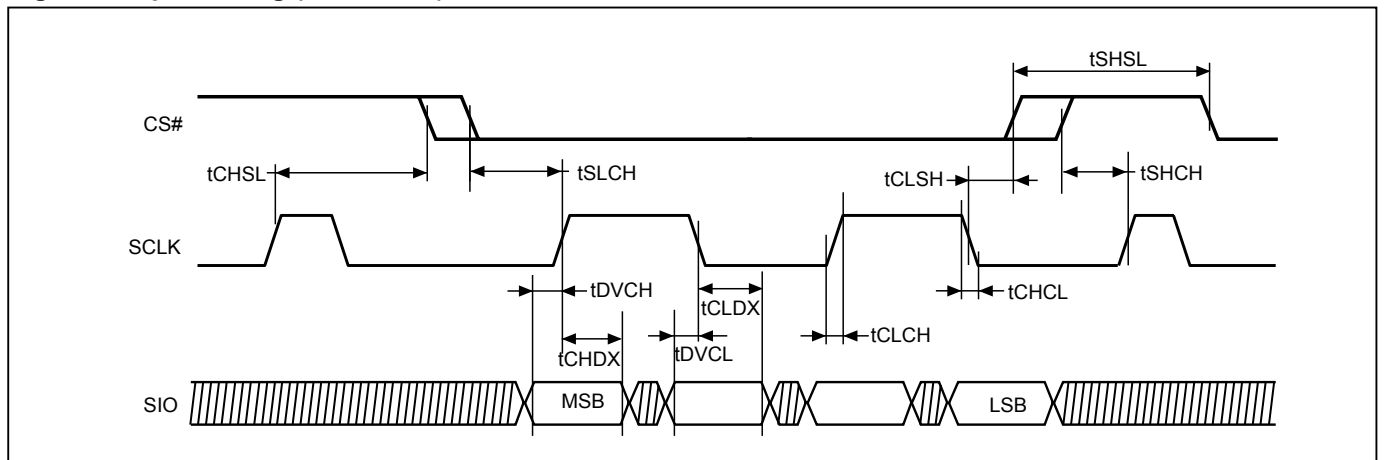 tSHSL
CS#
tCHSL
tSLCH
tCLSH
tSHCH
SCLK
tDVCH
tCLDX
tCHCL
tCHDX
tDVCL
tCLCH
SIO
MSB
LSB